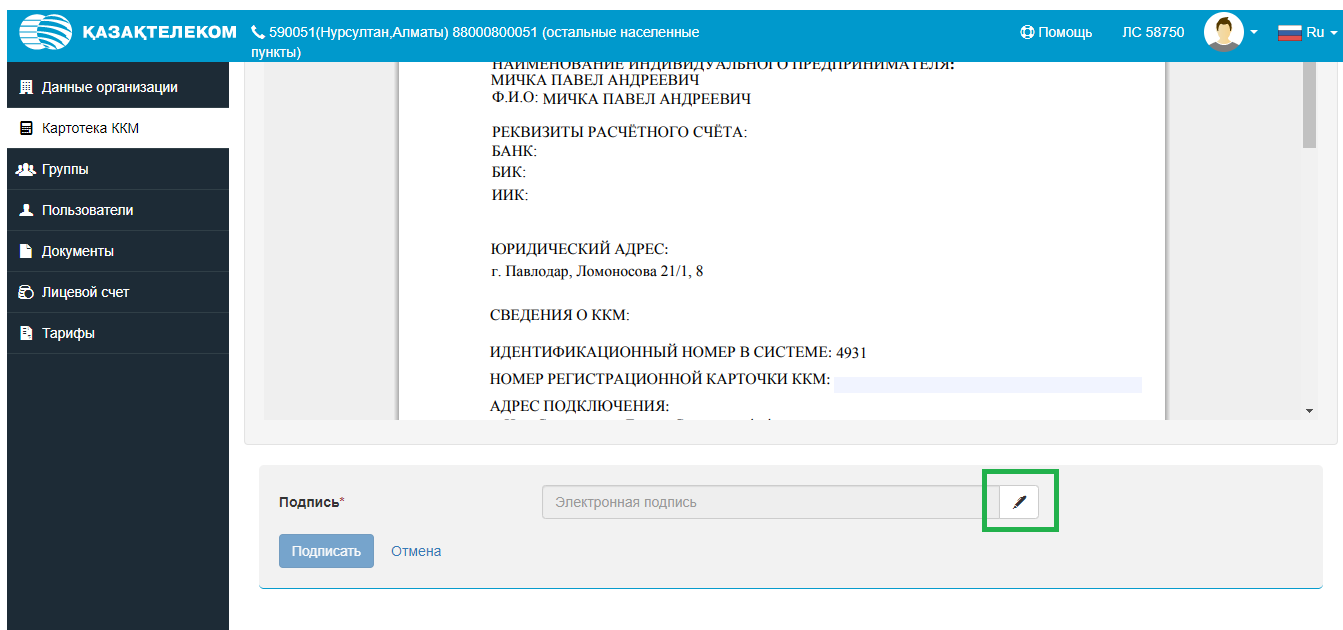 ҚАЗАҚТЕЛЕКОМ
590051(Нурсултан,Алматы) 88000800051 (остальные населенные
пункты)
Помощь
ЛС 58750
Ru
Данные организации
Картотека ККМ
Группы
Пользователи
Документы
Лицевой счет
Тарифы
НАИМЕНОВАНИЕ ИНДИВИДУАЛЬНОГО ПРЕДПРИНИМАТЕЛЯ:
МИЧКА ПАВЕЛ АНДРЕЕВИЧ
Ф.И.О: МИЧКА ПАВЕЛ АНДРЕЕВИЧ
РЕКВИЗИТЫ РАСЧЁТНОГО СЧЁТА:
БАНК:
БИК:
ИИК:
ЮРИДИЧЕСКИЙ АДРЕС:
г. Павлодар, Ломоносова 21/1, 8
СВЕДЕНИЯ О ККМ:
ИДЕНТИФИКАЦИОННЫЙ НОМЕР В СИСТЕМЕ: 4931
НОМЕР РЕГИСТРАЦИОННОЙ КАРТОЧКИ ККМ:
АДРЕС ПОДКЛЮЧЕНИЯ:
Подпись*
Электронная подпись
Подписать
Отмена